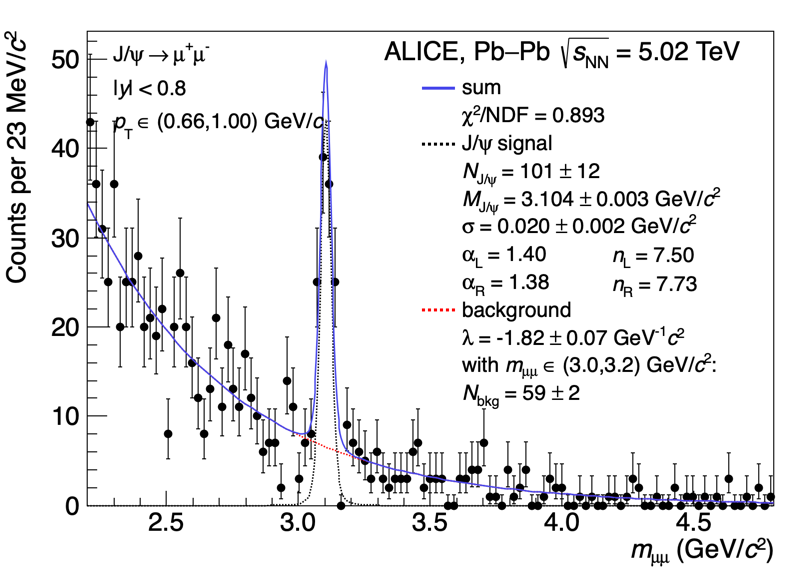 J/ψ → μ⁺μ⁻
|y| < 0.8
p_T ∈ (0.66,1.00) GeV/c
ALICE, Pb–Pb √s_NN = 5.02 TeV
sum
χ²/NDF = 0.893
J/ψ signal
N_J/ψ = 101 ± 12
M_J/ψ = 3.104 ± 0.003 GeV/c²
σ = 0.020 ± 0.002 GeV/c²
α_L = 1.40 n_L = 7.50
α_R = 1.38 n_R = 7.73
background
λ = -1.82 ± 0.07 GeV⁻¹c²
with m_μμ ∈ (3.0,3.2) GeV/c²:
N_bkg = 59 ± 2
Counts per 23 MeV/c²
50
40
30
20
10
0
2.5 3.0 3.5 4.0 4.5
m_μμ (GeV/c²)